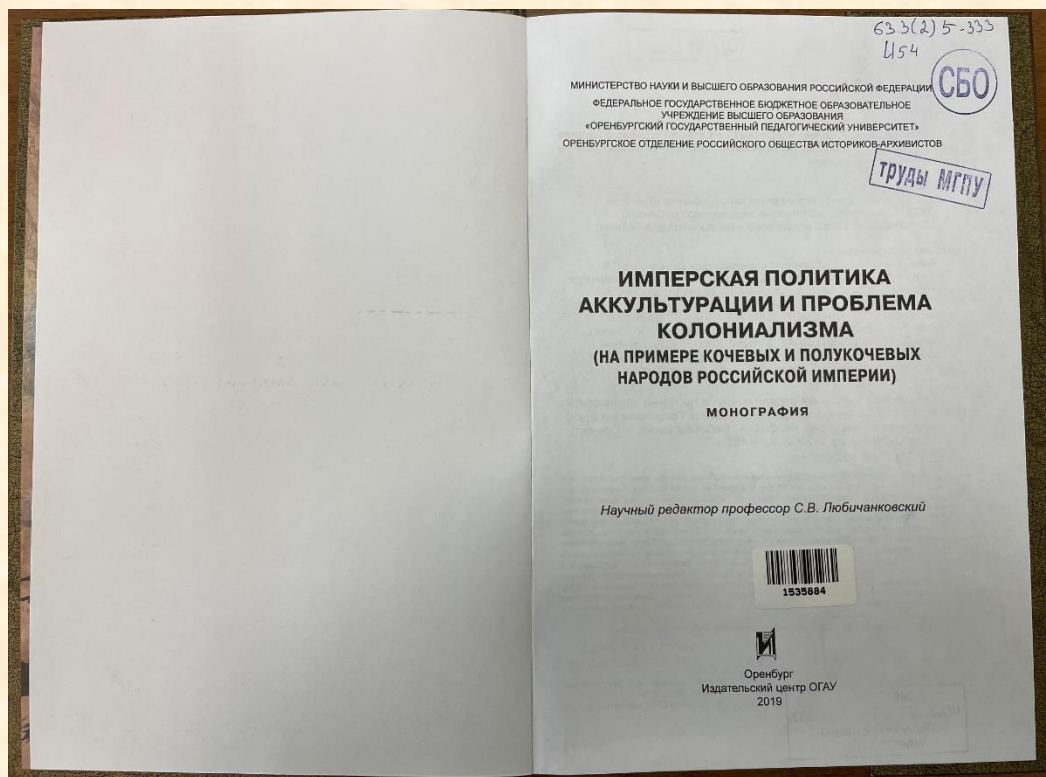 63.3(2)5-333
И54
МИНИСТЕРСТВО НАУКИ И ВЫСШЕГО ОБРАЗОВАНИЯ РОССИЙСКОЙ ФЕДЕРАЦИИ
СБО
ФЕДЕРАЛЬНОЕ ГОСУДАРСТВЕННОЕ БЮДЖЕТНОЕ ОБРАЗОВАТЕЛЬНОЕ
УЧРЕЖДЕНИЕ ВЫСШЕГО ОБРАЗОВАНИЯ
«ОРЕНБУРГСКИЙ ГОСУДАРСТВЕННЫЙ ПЕДАГОГИЧЕСКИЙ УНИВЕРСИТЕТ»
ОРЕНБУРГСКОЕ ОТДЕЛЕНИЕ РОССИЙСКОГО ОБЩЕСТВА ИСТОРИКОВ-АРХИВИСТОВ
труды МГПУ
ИМПЕРСКАЯ ПОЛИТИКА
АККУЛЬТУРАЦИИ И ПРОБЛЕМА
КОЛОНИАЛИЗМА
(НА ПРИМЕРЕ КОЧЕВЫХ И ПОЛУКОЧЕВЫХ
НАРОДОВ РОССИЙСКОЙ ИМПЕРИИ)
МОНОГРАФИЯ
Научный редактор профессор С.В. Любичанковский
1535884
Оренбург
Издательский центр ОГАУ
2019